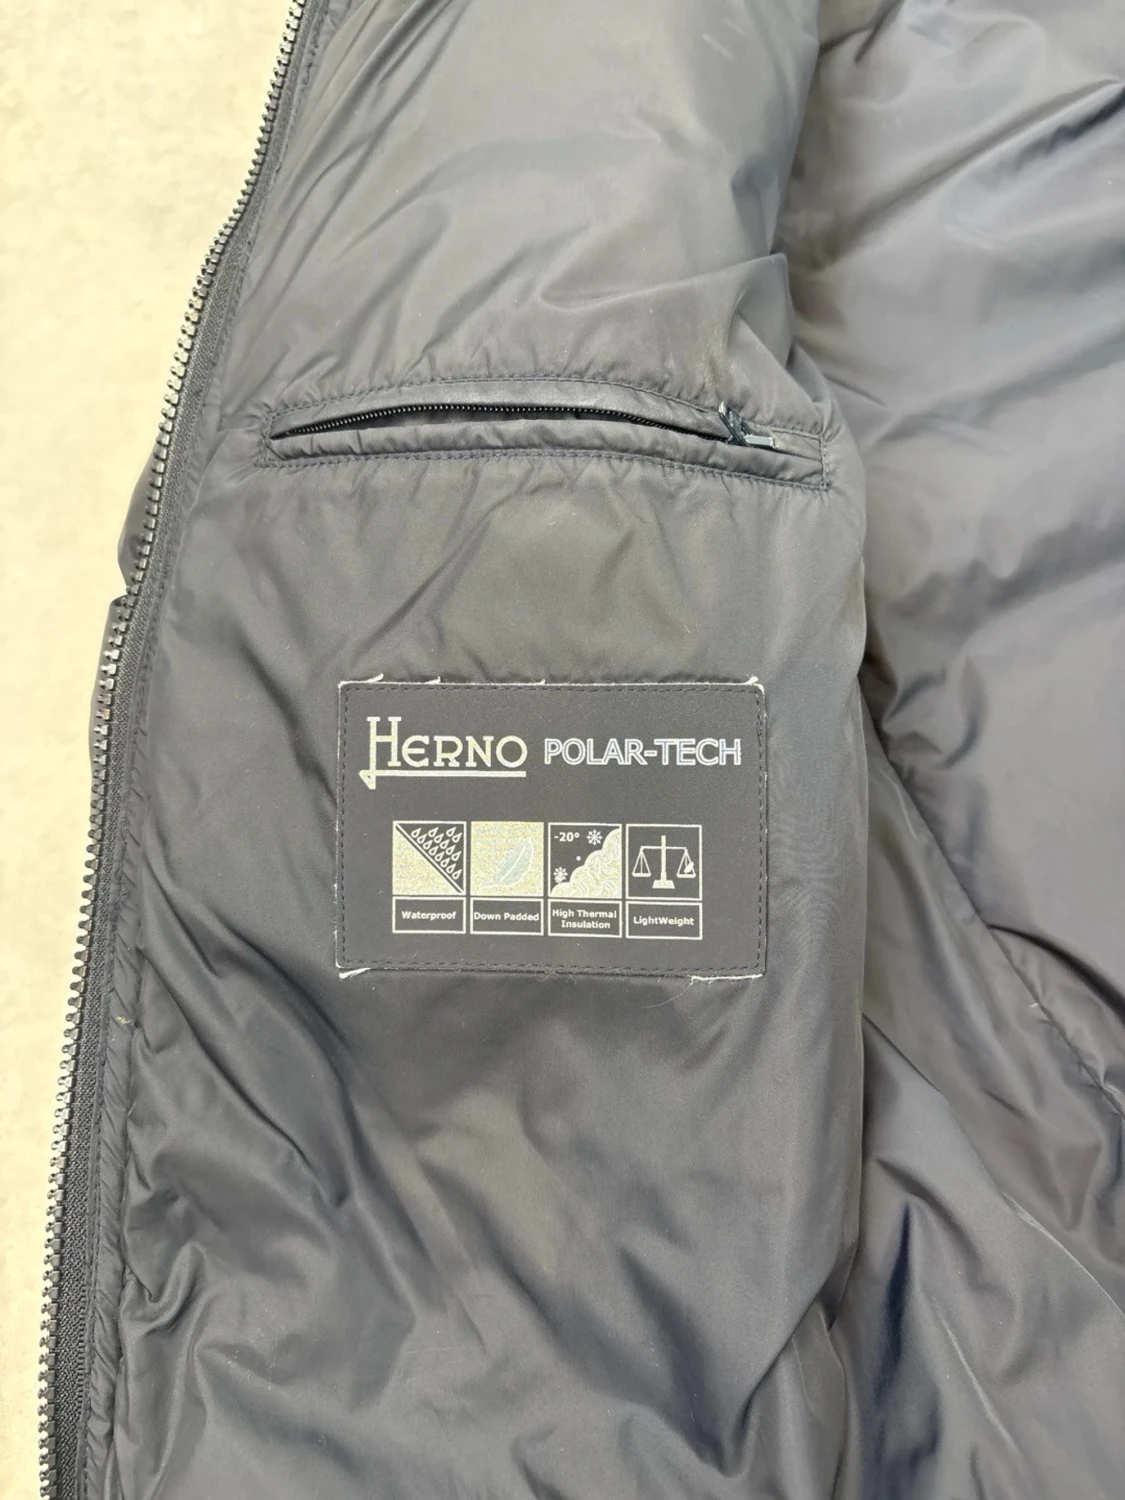 HERNO POLAR-TECH
-20°
Waterproof Down Padded High Thermal Insulation LightWeight